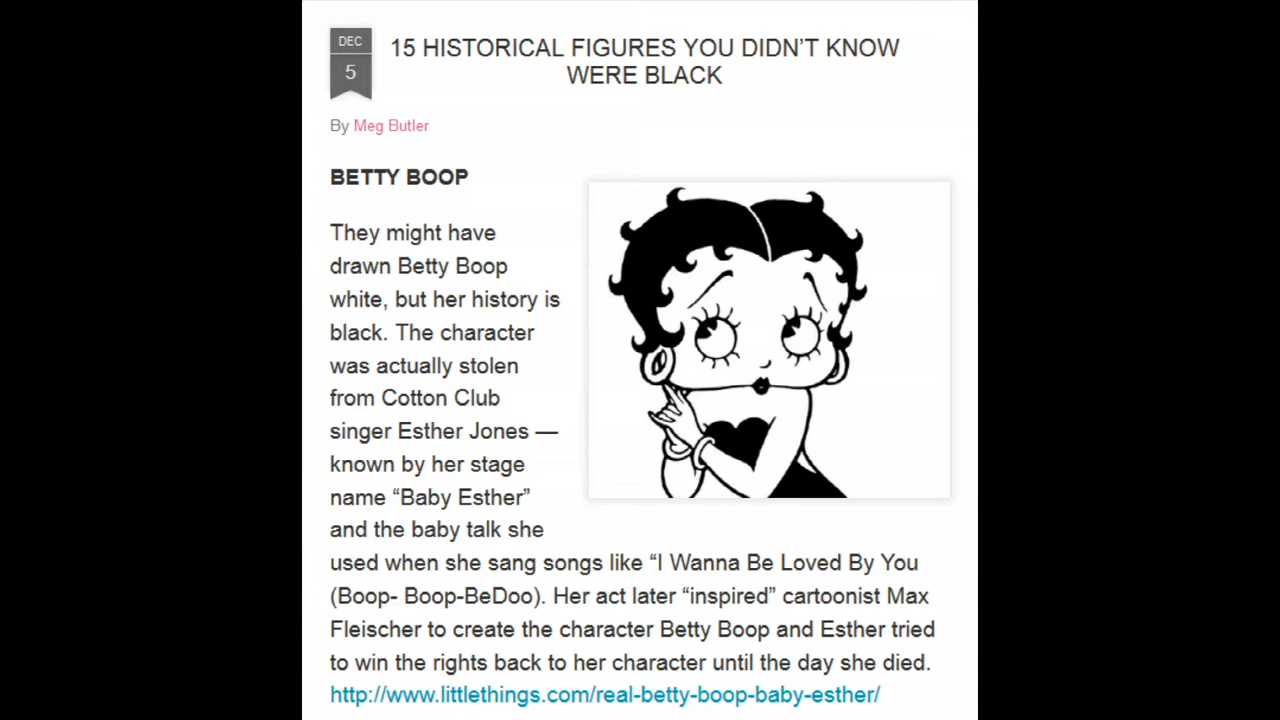 DEC
5
15 HISTORICAL FIGURES YOU DIDN’T KNOW
WERE BLACK
By Meg Butler
BETTY BOOP
They might have
drawn Betty Boop
white, but her history is
black. The character
was actually stolen
from Cotton Club
singer Esther Jones —
known by her stage
name “Baby Esther”
and the baby talk she
used when she sang songs like “I Wanna Be Loved By You
(Boop- Boop-BeDoo). Her act later “inspired” cartoonist Max
Fleischer to create the character Betty Boop and Esther tried
to win the rights back to her character until the day she died.
http://www.littlethings.com/real-betty-boop-baby-esther/